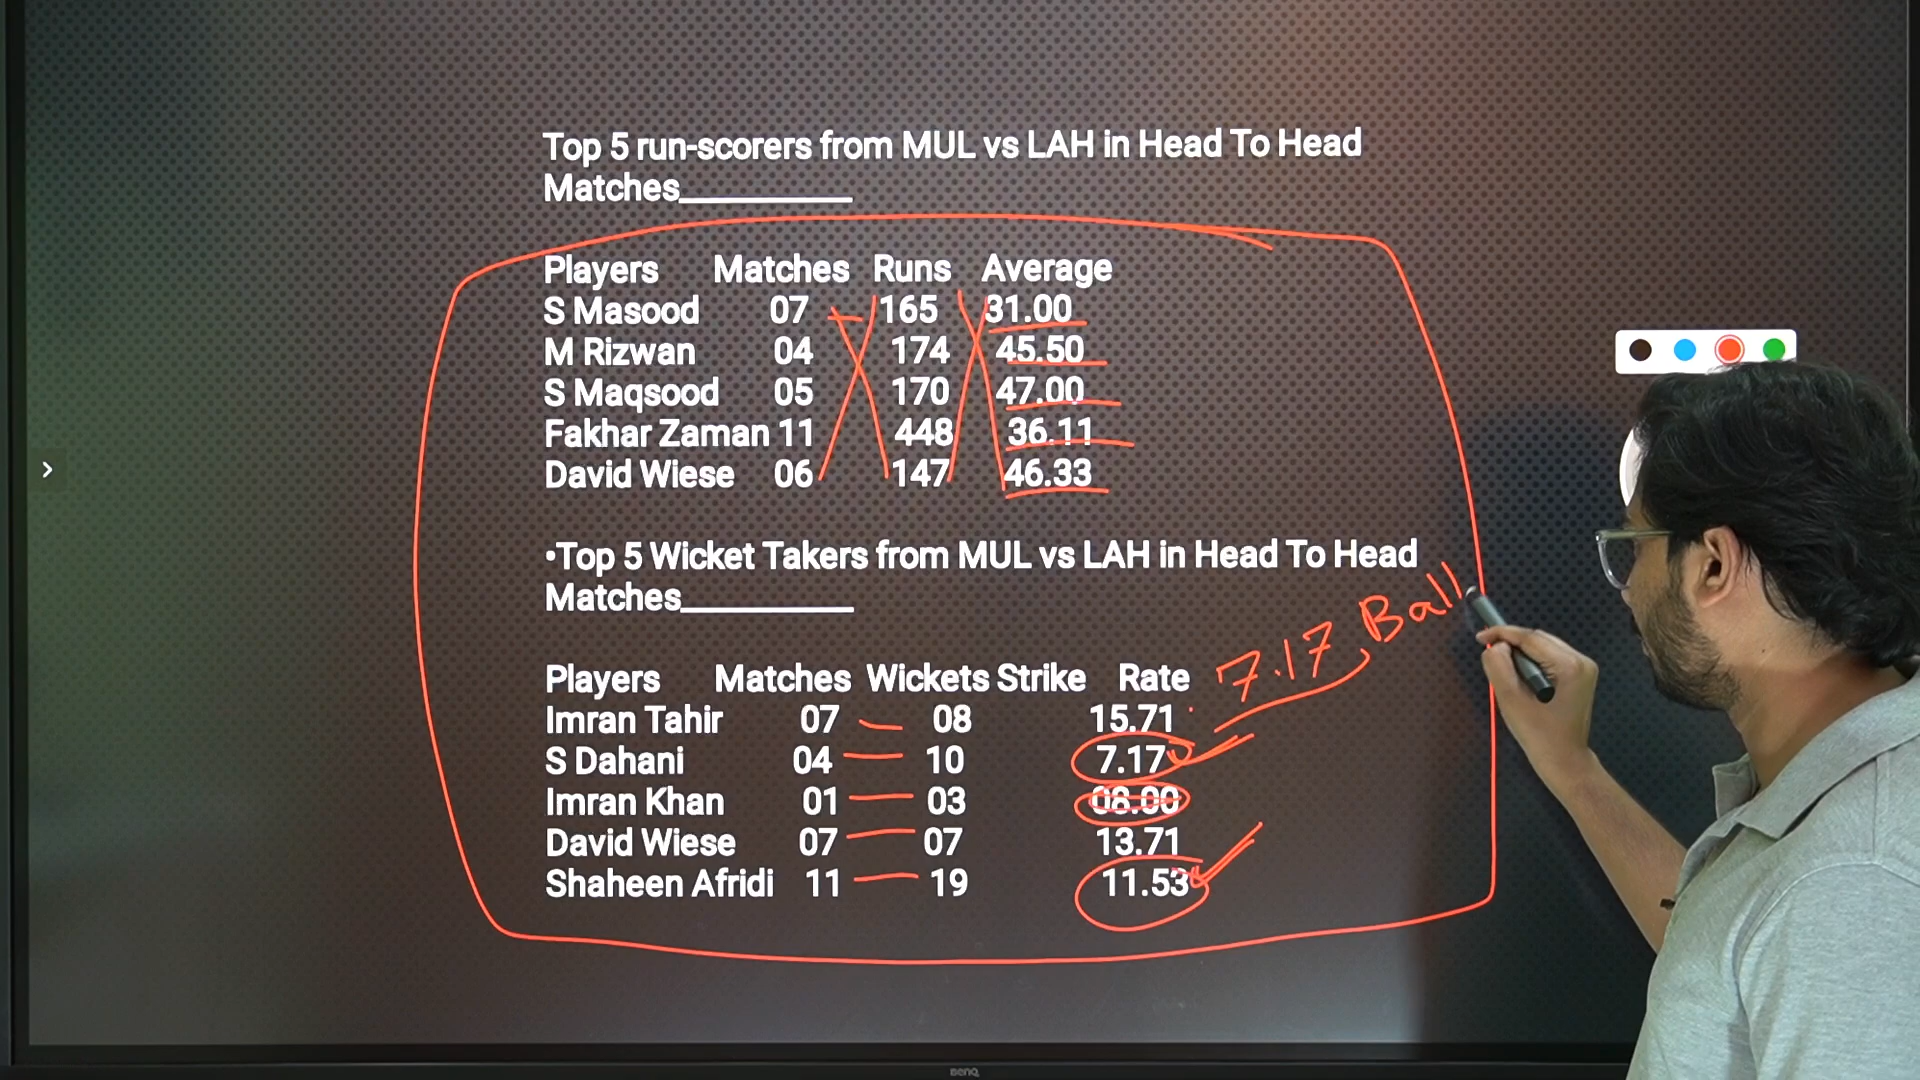 Top 5 run-scorers from MUL vs LAH in Head To Head
Matches__________
Players Matches Runs Average
S Masood 07 165 31.00
M Rizwan 04 174 45.50
S Maqsood 05 170 47.00
Fakhar Zaman 11 448 36.11
David Wiese 06 147 46.33
•Top 5 Wicket Takers from MUL vs LAH in Head To Head
Matches__________
7.17 Ball
Players Matches Wickets Strike Rate
Imran Tahir 07 08 15.71
S Dahani 04 10 7.17
Imran Khan 01 03 08.00
David Wiese 07 07 13.71
Shaheen Afridi 11 19 11.53
BenQ